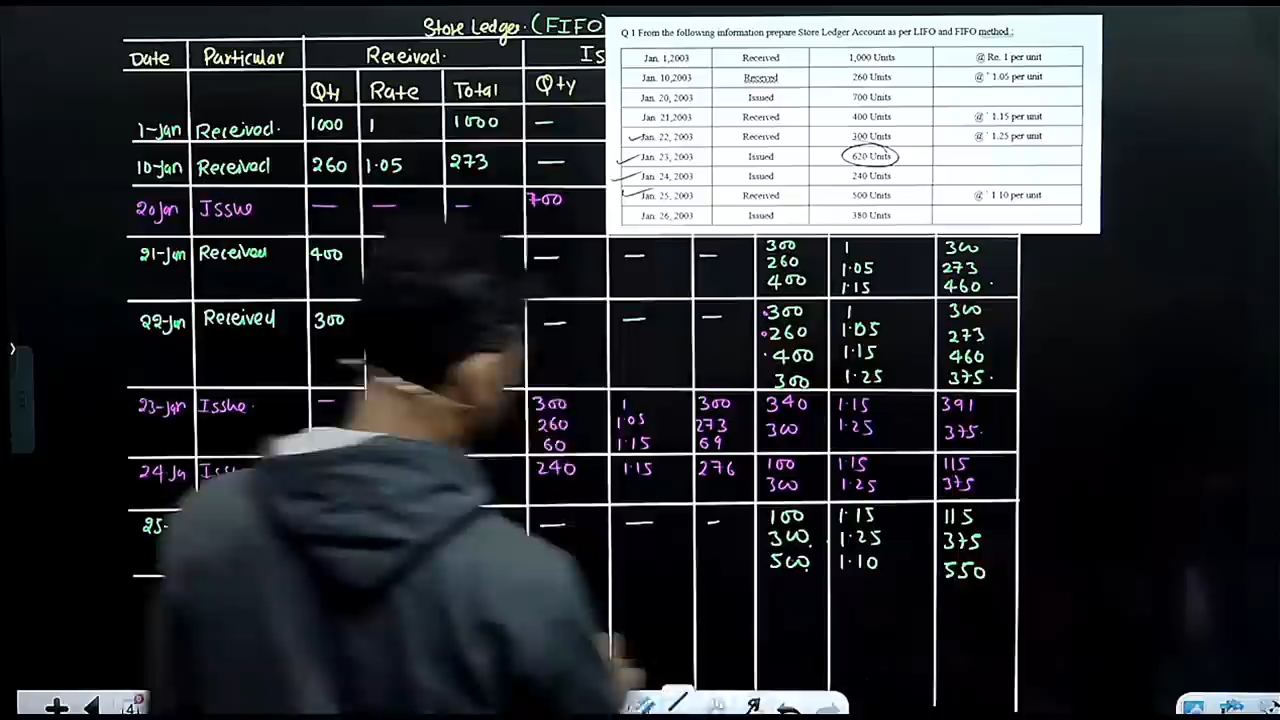 Store Ledger. (FIFO)
Q 1 From the following information prepare Store Ledger Account as per LIFO and FIFO method :
Jan. 1,2003 Received 1,000 Units @ Re. 1 per unit
Jan. 10,2003 Received 260 Units @ ` 1.05 per unit
Jan. 20, 2003 Issued 700 Units
Jan. 21,2003 Received 400 Units @ ` 1.15 per unit
Jan. 22, 2003 Received 300 Units @ ` 1.25 per unit
Jan. 23, 2003 Issued 620 Units
Jan. 24, 2003 Issued 240 Units
Jan. 25, 2003 Received 500 Units @ ` 1 10 per unit
Jan. 26, 2003 Issued 380 Units
Date Particular Received. Is
Qty Rate Total Qty
1-Jan Received. 1000 1 1000 —
10-Jan Received 260 1.05 273 —
20 Jan Issue — — — 700
21-Jan Received 400 — — — 300 1 300
260 1.05 273
400 1.15 460.
22-Jan Received 300 — — — 300 1 300
260 1.05 273
400 1.15 460
300 1.25 375.
23-Jan Issue. — 300 1 300 340 1.15 391
260 1.05 273 300 1.25 375.
60 1.15 69
24 Ja 240 1.15 276 100 1.15 115
300 1.25 375
25- — — - 100 1.15 115
300. 1.25 375
500. 1.10 550